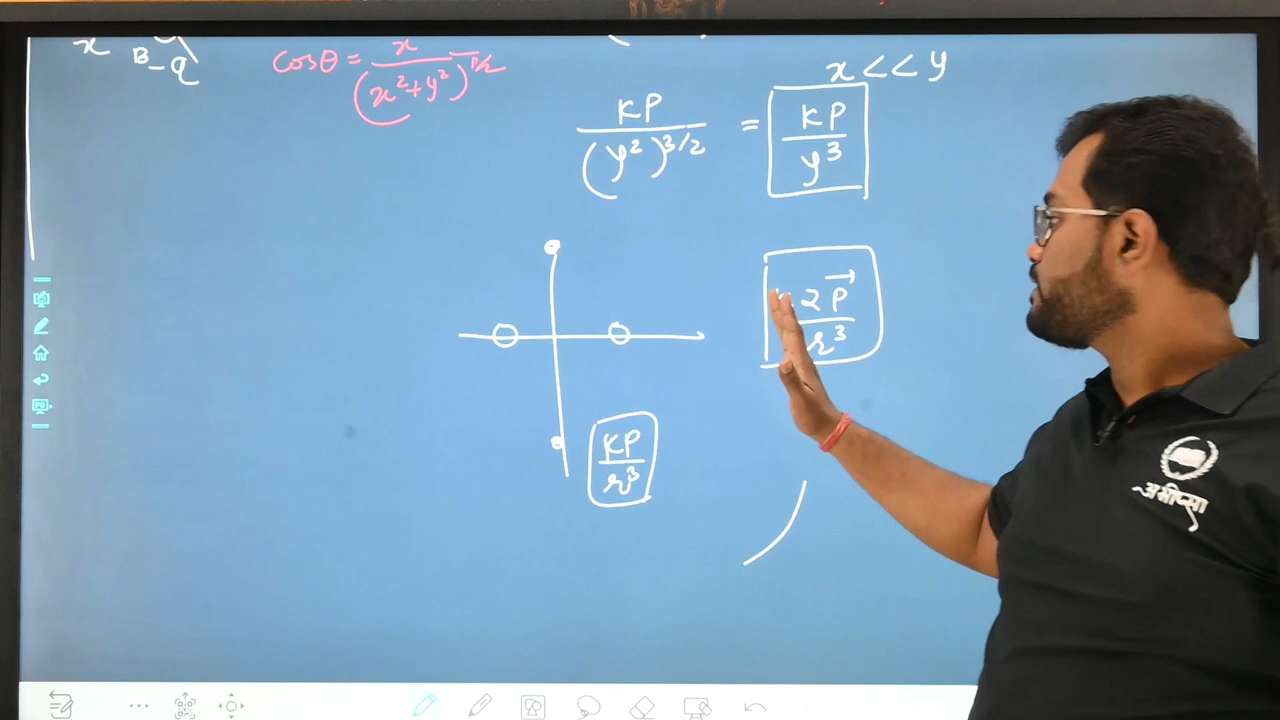 x B -q
cosθ = x / (x²+y²)^1/2
x << y
KP / (y²)^3/2 = KP / y³
2P⃗ / r³
KP / r³
अभीप्सा